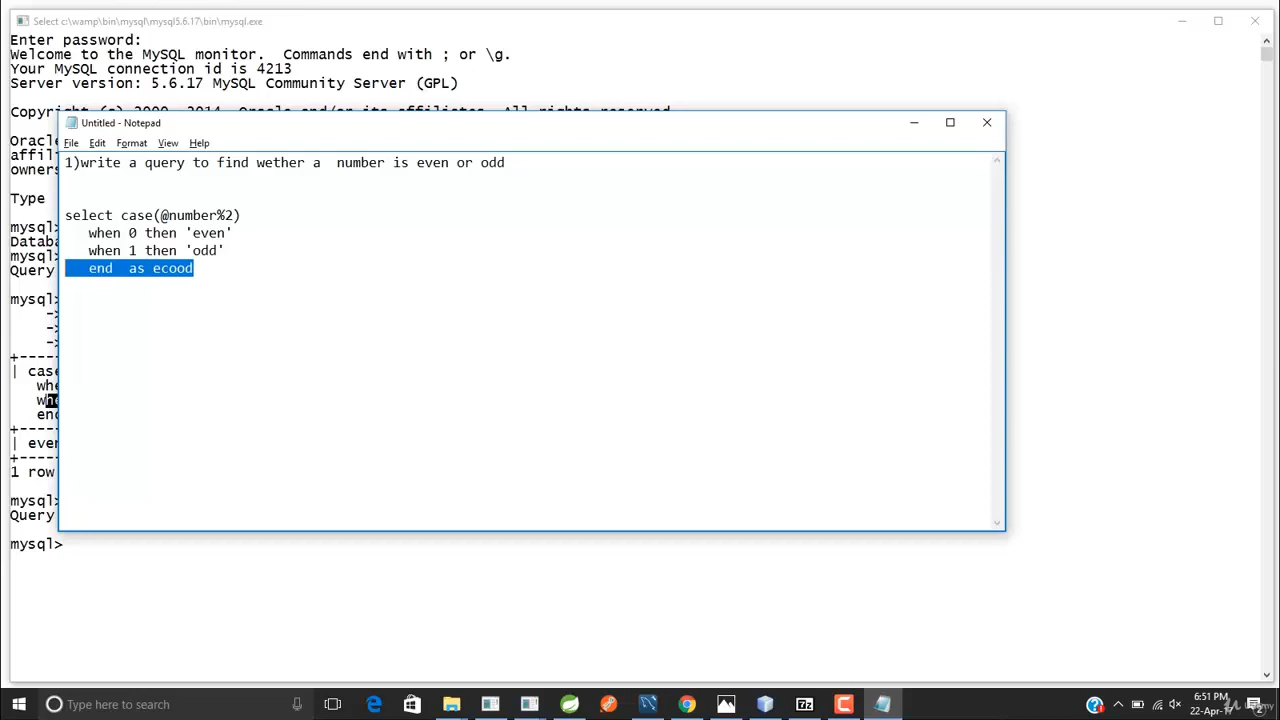 Select c:\wamp\bin\mysql\mysql5.6.17\bin\mysql.exe
Enter password:
Welcome to the MySQL monitor.  Commands end with ; or \g.
Your MySQL connection id is 4213
Server version: 5.6.17 MySQL Community Server (GPL)
Untitled - Notepad
File Edit Format View Help
1)write a query to find wether a  number is even or odd
select case(@number%2)
when 0 then 'even'
when 1 then 'odd'
end  as ecood
Type
mysql>
mysql>
Query
mysql>
->
->
->
| case
end
| even
1 row
mysql>
Query
mysql>
Type here to search
6:51 PM
22-Apr-17